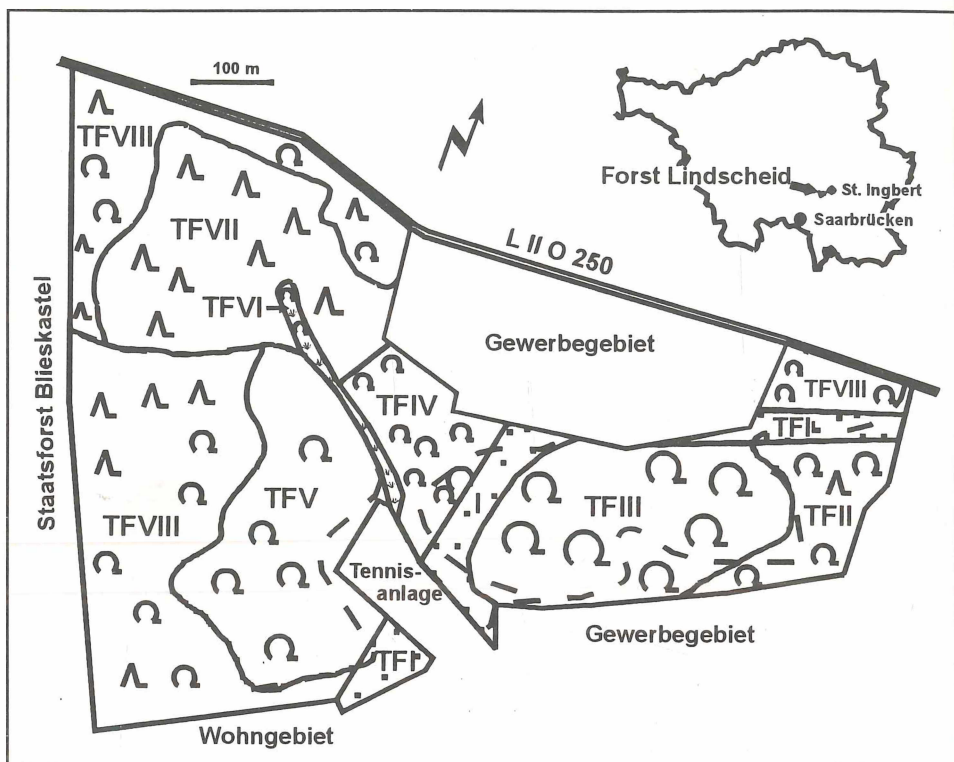 100 m
TFVIII
TFVII
TFVI
Forst Lindscheid
St. Ingbert
Saarbrücken
L II O 250
Gewerbegebiet
Staatsforst Blieskastel
TFIV
TFVIII
TFI
TFVIII
TFV
TFIII
TFII
Tennis-
anlage
TFI
Gewerbegebiet
Wohngebiet